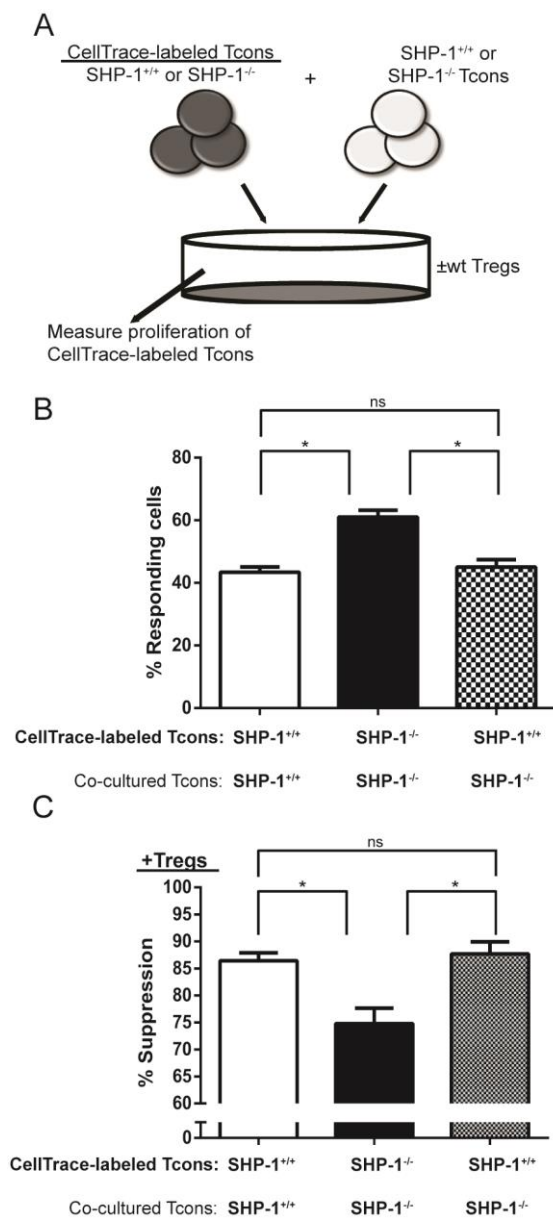 A
CellTrace-labeled Tcons
SHP-1+/+ or SHP-1-/-
+
SHP-1+/+ or
SHP-1-/- Tcons
±wt Tregs
Measure proliferation of
CellTrace-labeled Tcons
B
ns
* *
80
60
40
20
0
% Responding cells
CellTrace-labeled Tcons: SHP-1+/+ SHP-1-/- SHP-1+/+
Co-cultured Tcons: SHP-1+/+ SHP-1-/- SHP-1-/-
C
+Tregs
ns
* *
100
95
90
85
80
75
70
65
60
0
% Suppression
CellTrace-labeled Tcons: SHP-1+/+ SHP-1-/- SHP-1+/+
Co-cultured Tcons: SHP-1+/+ SHP-1-/- SHP-1-/-